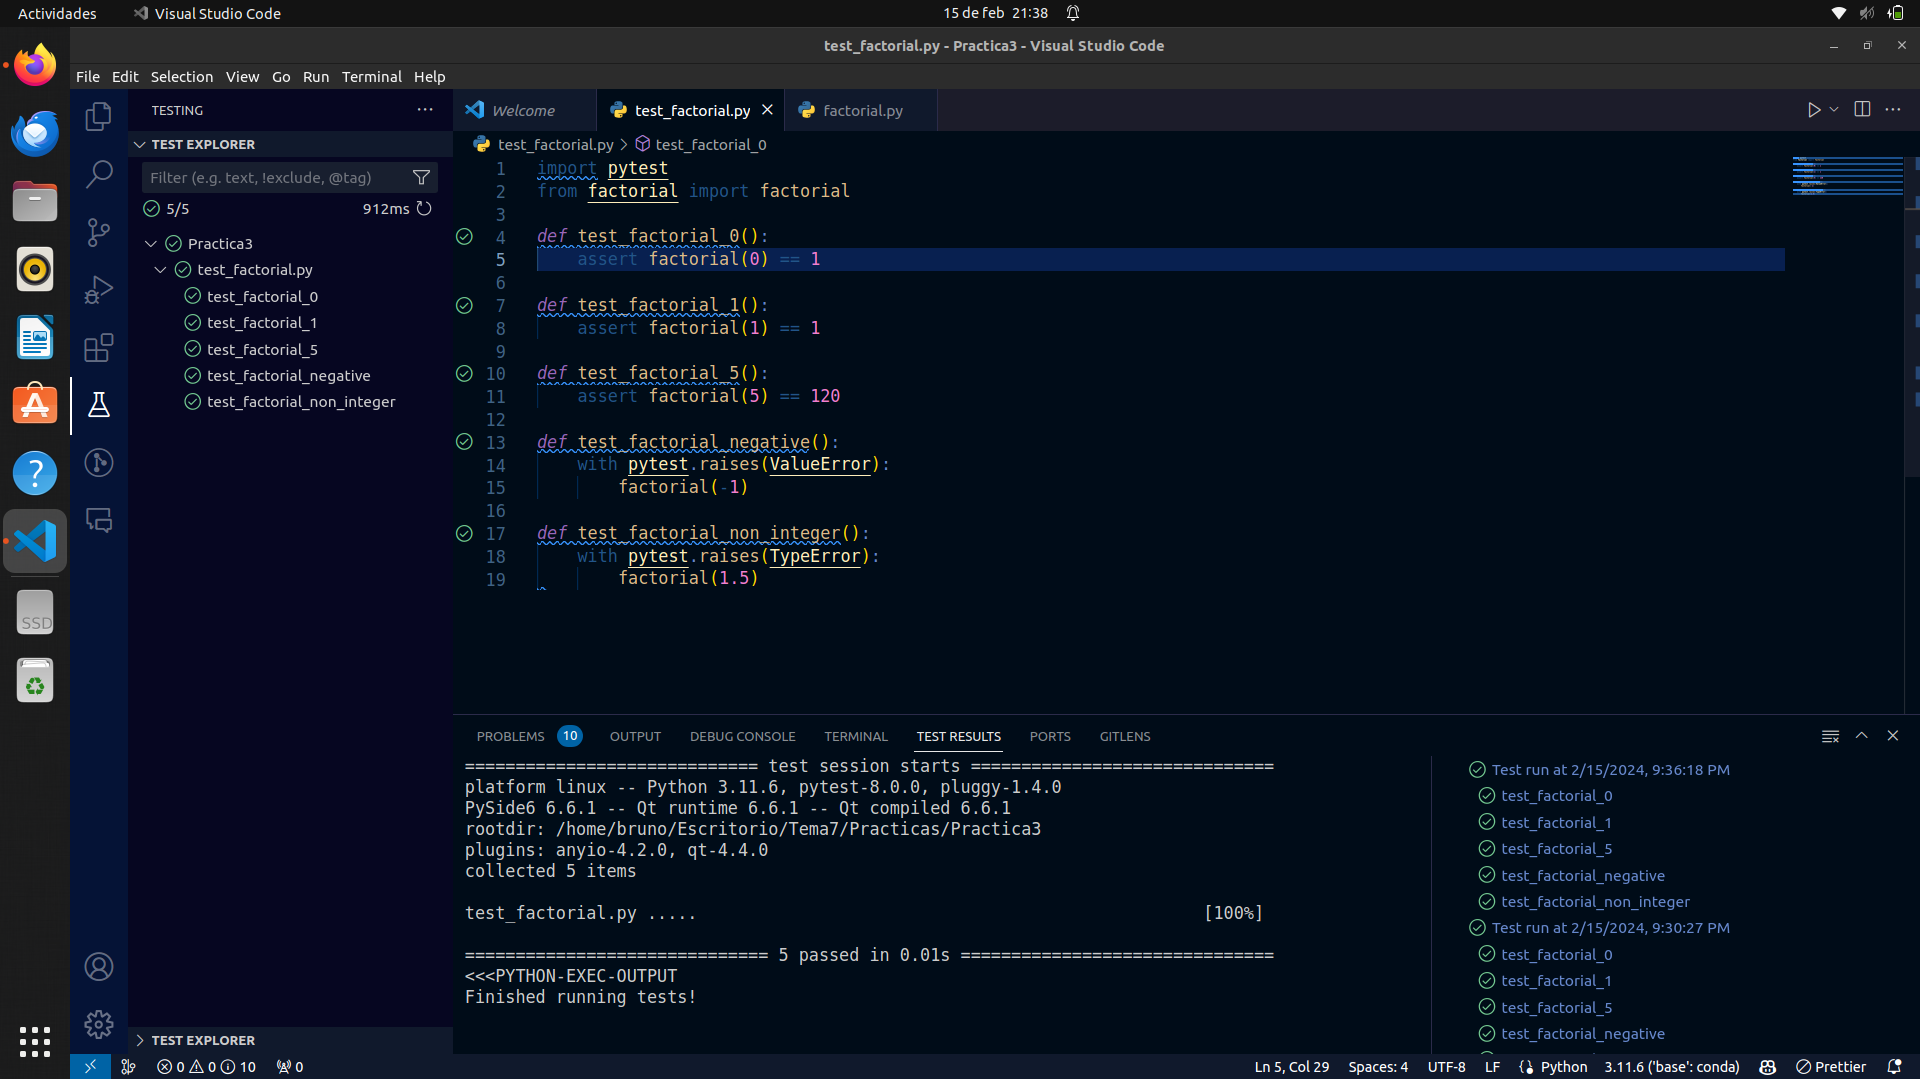 Actividades
Visual Studio Code
15 de feb 21:38
test_factorial.py - Practica3 - Visual Studio Code
File Edit Selection View Go Run Terminal Help
SSD
TESTING
TEST EXPLORER
Filter (e.g. text, !exclude, @tag)
5/5
912ms
Practica3
test_factorial.py
test_factorial_0
test_factorial_1
test_factorial_5
test_factorial_negative
test_factorial_non_integer
TEST EXPLORER
Welcome
test_factorial.py
factorial.py
test_factorial.py > test_factorial_0
1 import pytest
2 from factorial import factorial
3
4 def test_factorial_0():
5 assert factorial(0) == 1
6
7 def test_factorial_1():
8 assert factorial(1) == 1
9
10 def test_factorial_5():
11 assert factorial(5) == 120
12
13 def test_factorial_negative():
14 with pytest.raises(ValueError):
15 factorial(-1)
16
17 def test_factorial_non_integer():
18 with pytest.raises(TypeError):
19 factorial(1.5)
PROBLEMS 10 OUTPUT DEBUG CONSOLE TERMINAL TEST RESULTS PORTS GITLENS
============================= test session starts ==============================
platform linux -- Python 3.11.6, pytest-8.0.0, pluggy-1.4.0
PySide6 6.6.1 -- Qt runtime 6.6.1 -- Qt compiled 6.6.1
rootdir: /home/bruno/Escritorio/Tema7/Practicas/Practica3
plugins: anyio-4.2.0, qt-4.4.0
collected 5 items
test_factorial.py ..... [100%]
============================== 5 passed in 0.01s ===============================
<<<PYTHON-EXEC-OUTPUT
Finished running tests!
Test run at 2/15/2024, 9:36:18 PM
test_factorial_0
test_factorial_1
test_factorial_5
test_factorial_negative
test_factorial_non_integer
Test run at 2/15/2024, 9:30:27 PM
test_factorial_0
test_factorial_1
test_factorial_5
test_factorial_negative
0 0 10 0
Ln 5, Col 29 Spaces: 4 UTF-8 LF Python 3.11.6 ('base': conda) Prettier